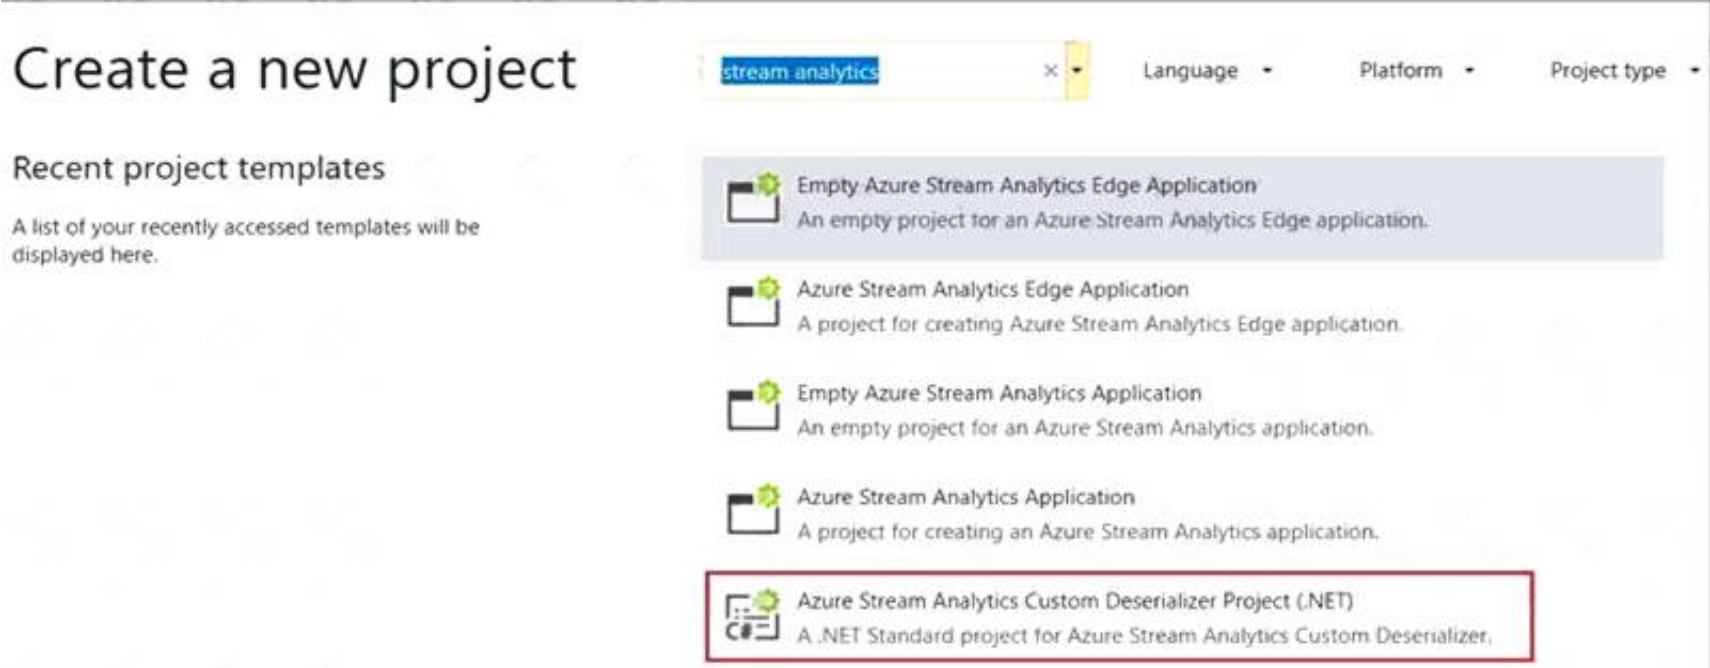 Create a new project
stream analytics
Language
Platform
Project type
Recent project templates
A list of your recently accessed templates will be
displayed here.
Empty Azure Stream Analytics Edge Application
An empty project for an Azure Stream Analytics Edge application.
Azure Stream Analytics Edge Application
A project for creating Azure Stream Analytics Edge application.
Empty Azure Stream Analytics Application
An empty project for an Azure Stream Analytics application.
Azure Stream Analytics Application
A project for creating an Azure Stream Analytics application.
C#
Azure Stream Analytics Custom Deserializer Project (.NET)
A .NET Standard project for Azure Stream Analytics Custom Deserializer.